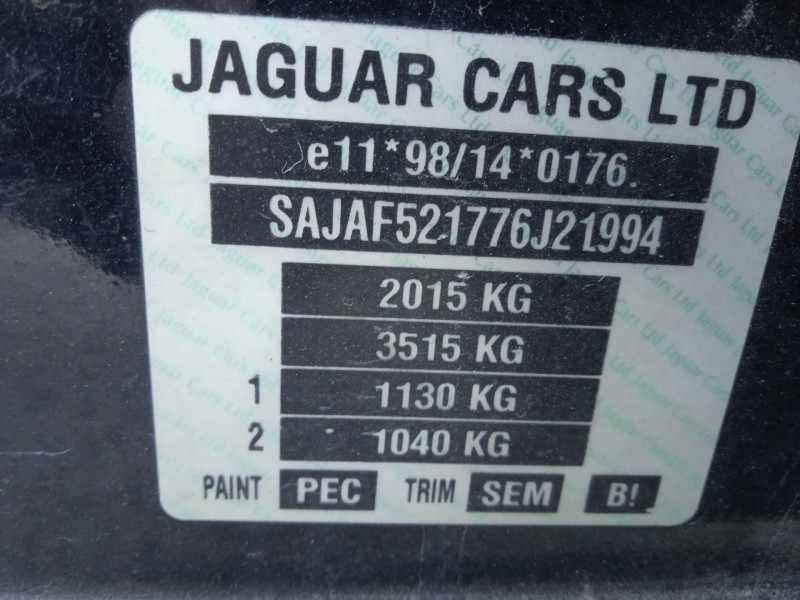 JAGUAR CARS LTD
e11*98/14*0176.
SAJAF521776J21994
2015 KG
3515 KG
1 1130 KG
2 1040 KG
PAINT PEC TRIM SEM B!